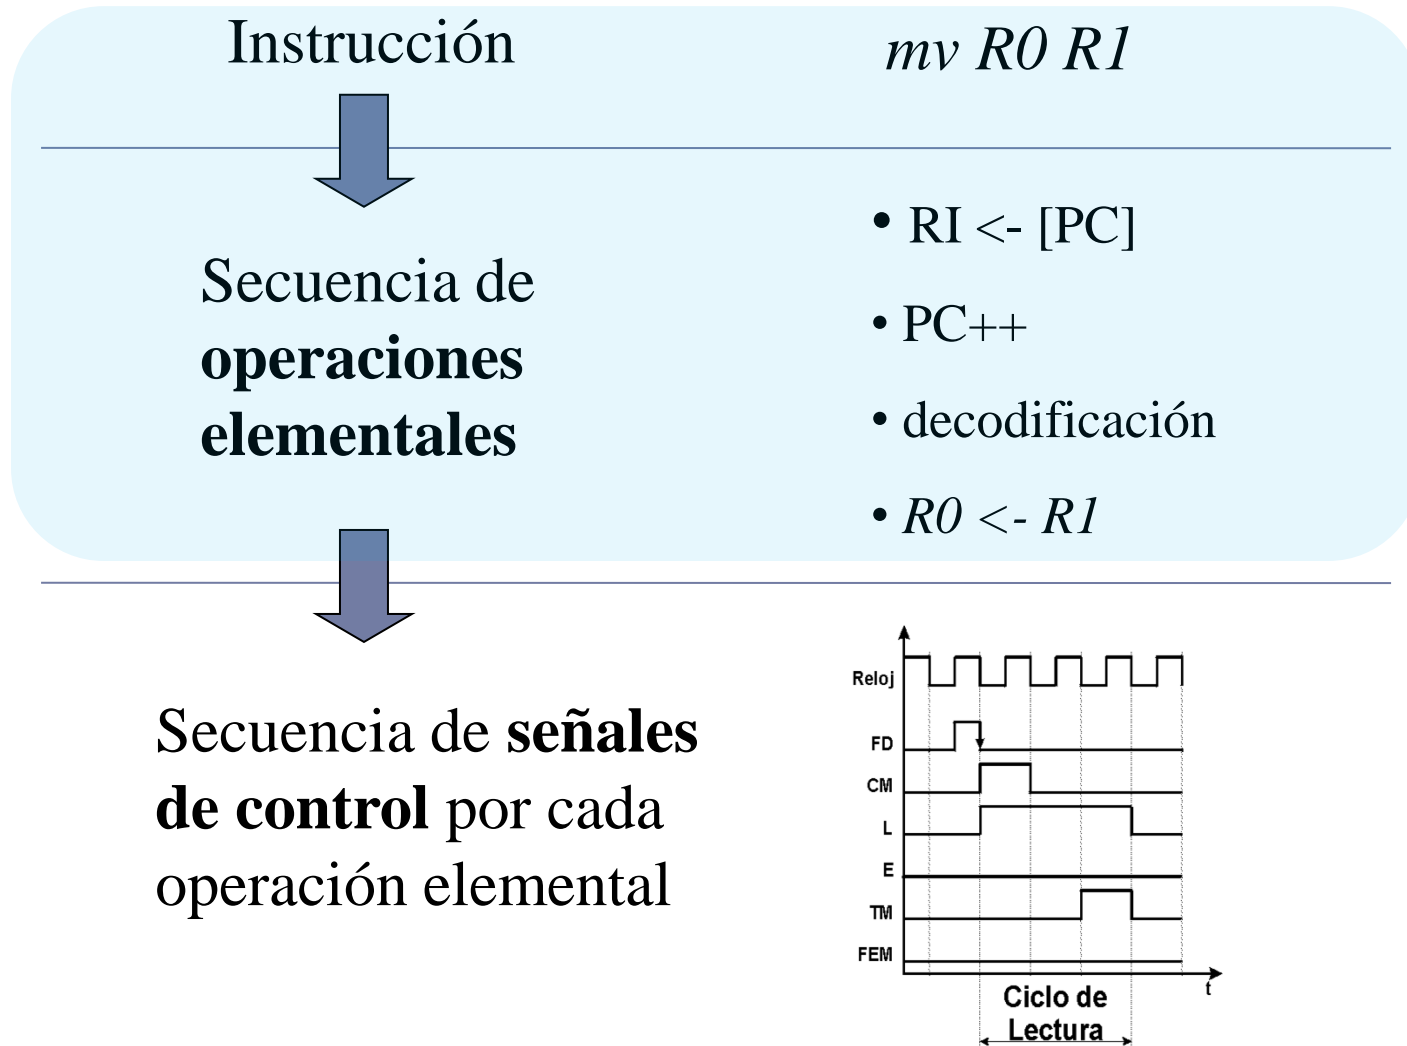 Instrucción
mv R0 R1
Secuencia de
operaciones
elementales
• RI <- [PC]
• PC++
• decodificación
• R0 <- R1
Secuencia de señales
de control por cada
operación elemental
Reloj
FD
CM
L
E
TM
FEM
t
Ciclo de
Lectura